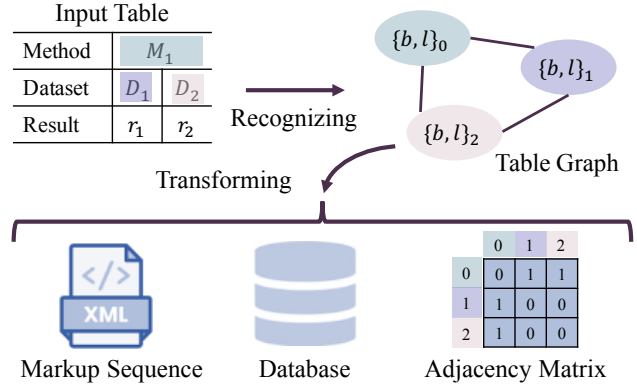 Input Table
Method M₁
Dataset D₁ D₂
Result r₁ r₂
Recognizing
{b, l}₀
{b, l}₁
{b, l}₂
Table Graph
Transforming
</>
XML
Markup Sequence
Database
0 1 2
0 0 1 1
1 1 0 0
2 1 0 0
Adjacency Matrix